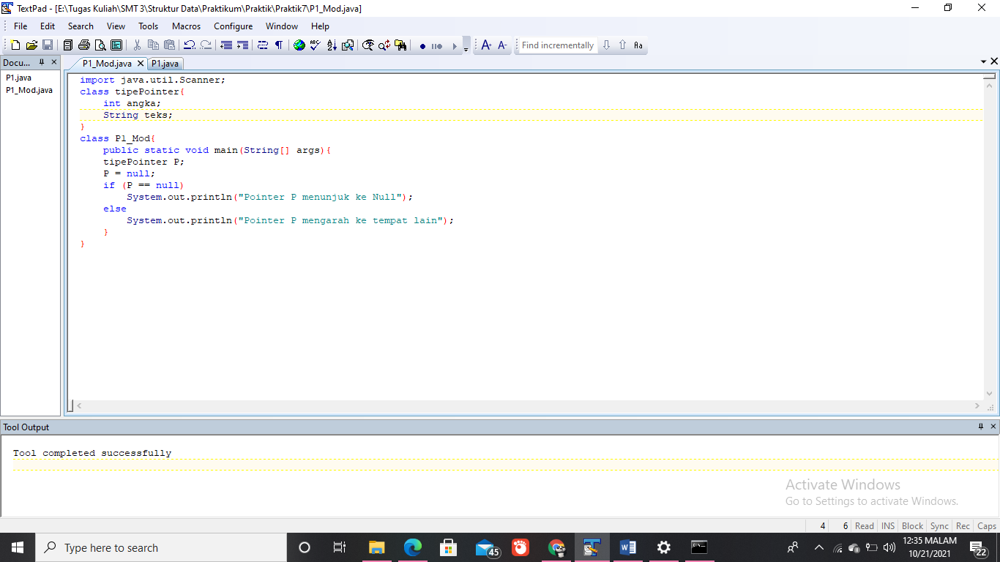 TextPad - [E:\Tugas Kuliah\SMT 3\Struktur Data\Praktikum\Praktik\Praktik7\P1_Mod.java]
File Edit Search View Tools Macros Configure Window Help
Find incrementally
Docu...
P1_Mod.java P1.java
P1.java
P1_Mod.java
import java.util.Scanner;
class tipePointer{
    int angka;
    String teks;
}
class P1_Mod{
    public static void main(String[] args){
    tipePointer P;
    P = null;
    if (P == null)
        System.out.println("Pointer P menunjuk ke Null");
    else
        System.out.println("Pointer P mengarah ke tempat lain");
    }
}
Tool Output
Tool completed successfully
Activate Windows
Go to Settings to activate Windows.
4 6 Read INS Block Sync Rec Caps
Type here to search
45
12:35 MALAM
10/21/2021
22